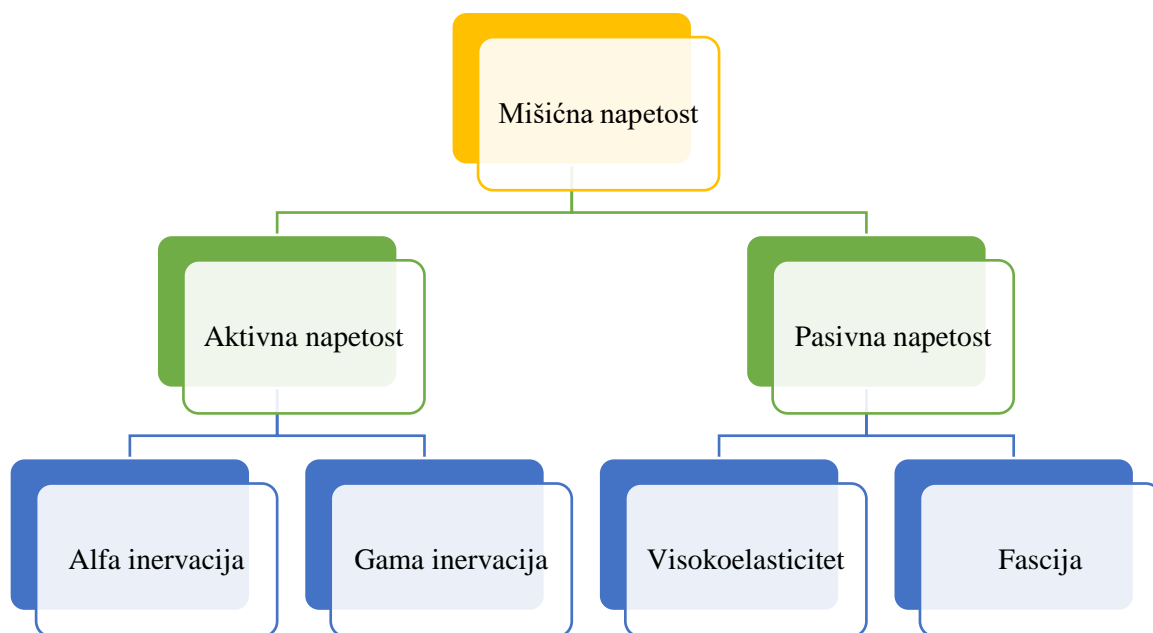 Mišićna napetost
Aktivna napetost
Pasivna napetost
Alfa inervacija
Gama inervacija
Visokoelasticitet
Fascija